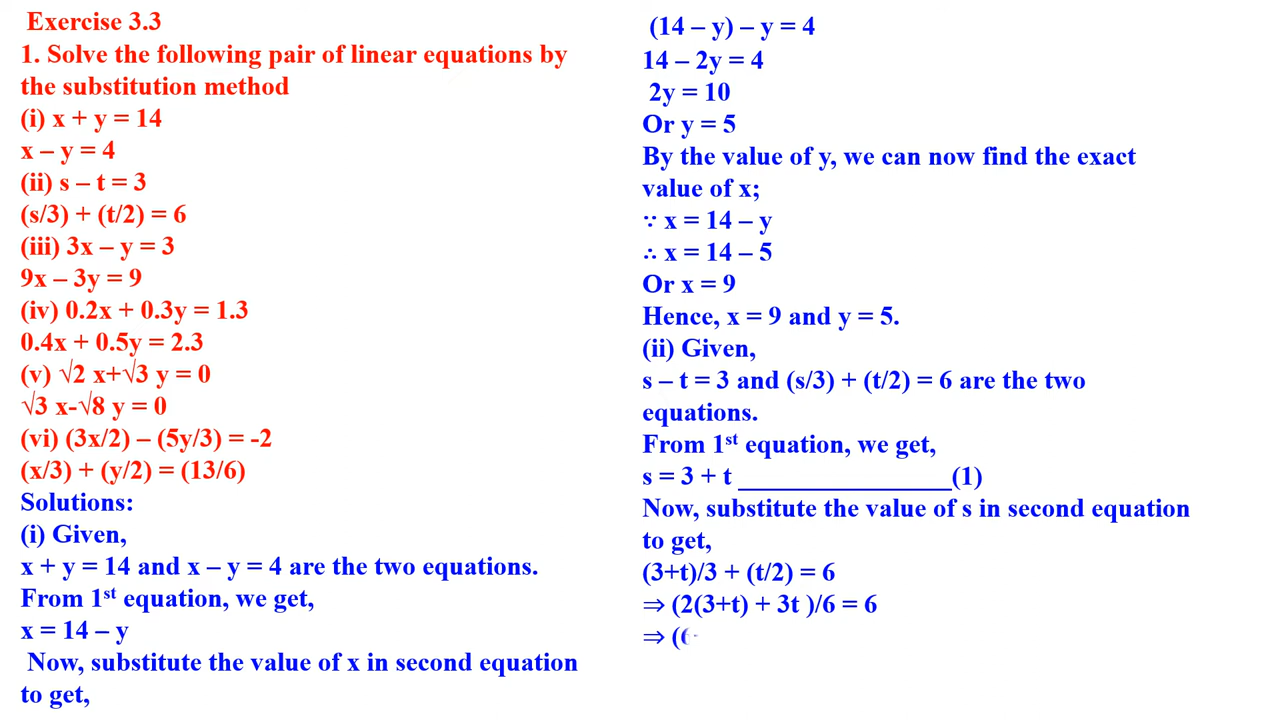 Exercise 3.3
1. Solve the following pair of linear equations by
the substitution method
(i) x + y = 14
x – y = 4
(ii) s – t = 3
(s/3) + (t/2) = 6
(iii) 3x – y = 3
9x – 3y = 9
(iv) 0.2x + 0.3y = 1.3
0.4x + 0.5y = 2.3
(v) √2 x+√3 y = 0
√3 x-√8 y = 0
(vi) (3x/2) – (5y/3) = -2
(x/3) + (y/2) = (13/6)
Solutions:
(i) Given,
x + y = 14 and x – y = 4 are the two equations.
From 1st equation, we get,
x = 14 – y
Now, substitute the value of x in second equation
to get,
(14 – y) – y = 4
14 – 2y = 4
2y = 10
Or y = 5
By the value of y, we can now find the exact
value of x;
∵ x = 14 – y
∴ x = 14 – 5
Or x = 9
Hence, x = 9 and y = 5.
(ii) Given,
s – t = 3 and (s/3) + (t/2) = 6 are the two
equations.
From 1st equation, we get,
s = 3 + t ________________(1)
Now, substitute the value of s in second equation
to get,
(3+t)/3 + (t/2) = 6
⇒ (2(3+t) + 3t )/6 = 6
⇒ (6